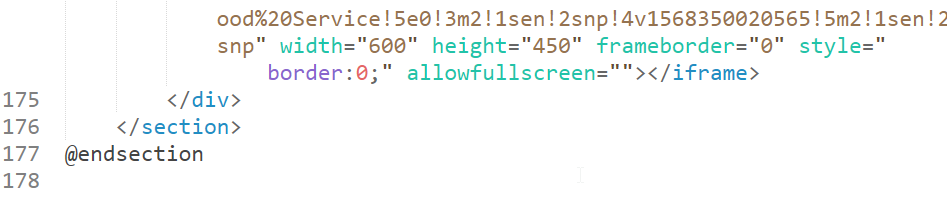 ood%20Service!5e0!3m2!1sen!2snp!4v1568350020565!5m2!1sen!2
snp" width="600" height="450" frameborder="0" style="
border:0;" allowfullscreen=""></iframe>
175 </div>
176 </section>
177 @endsection
178